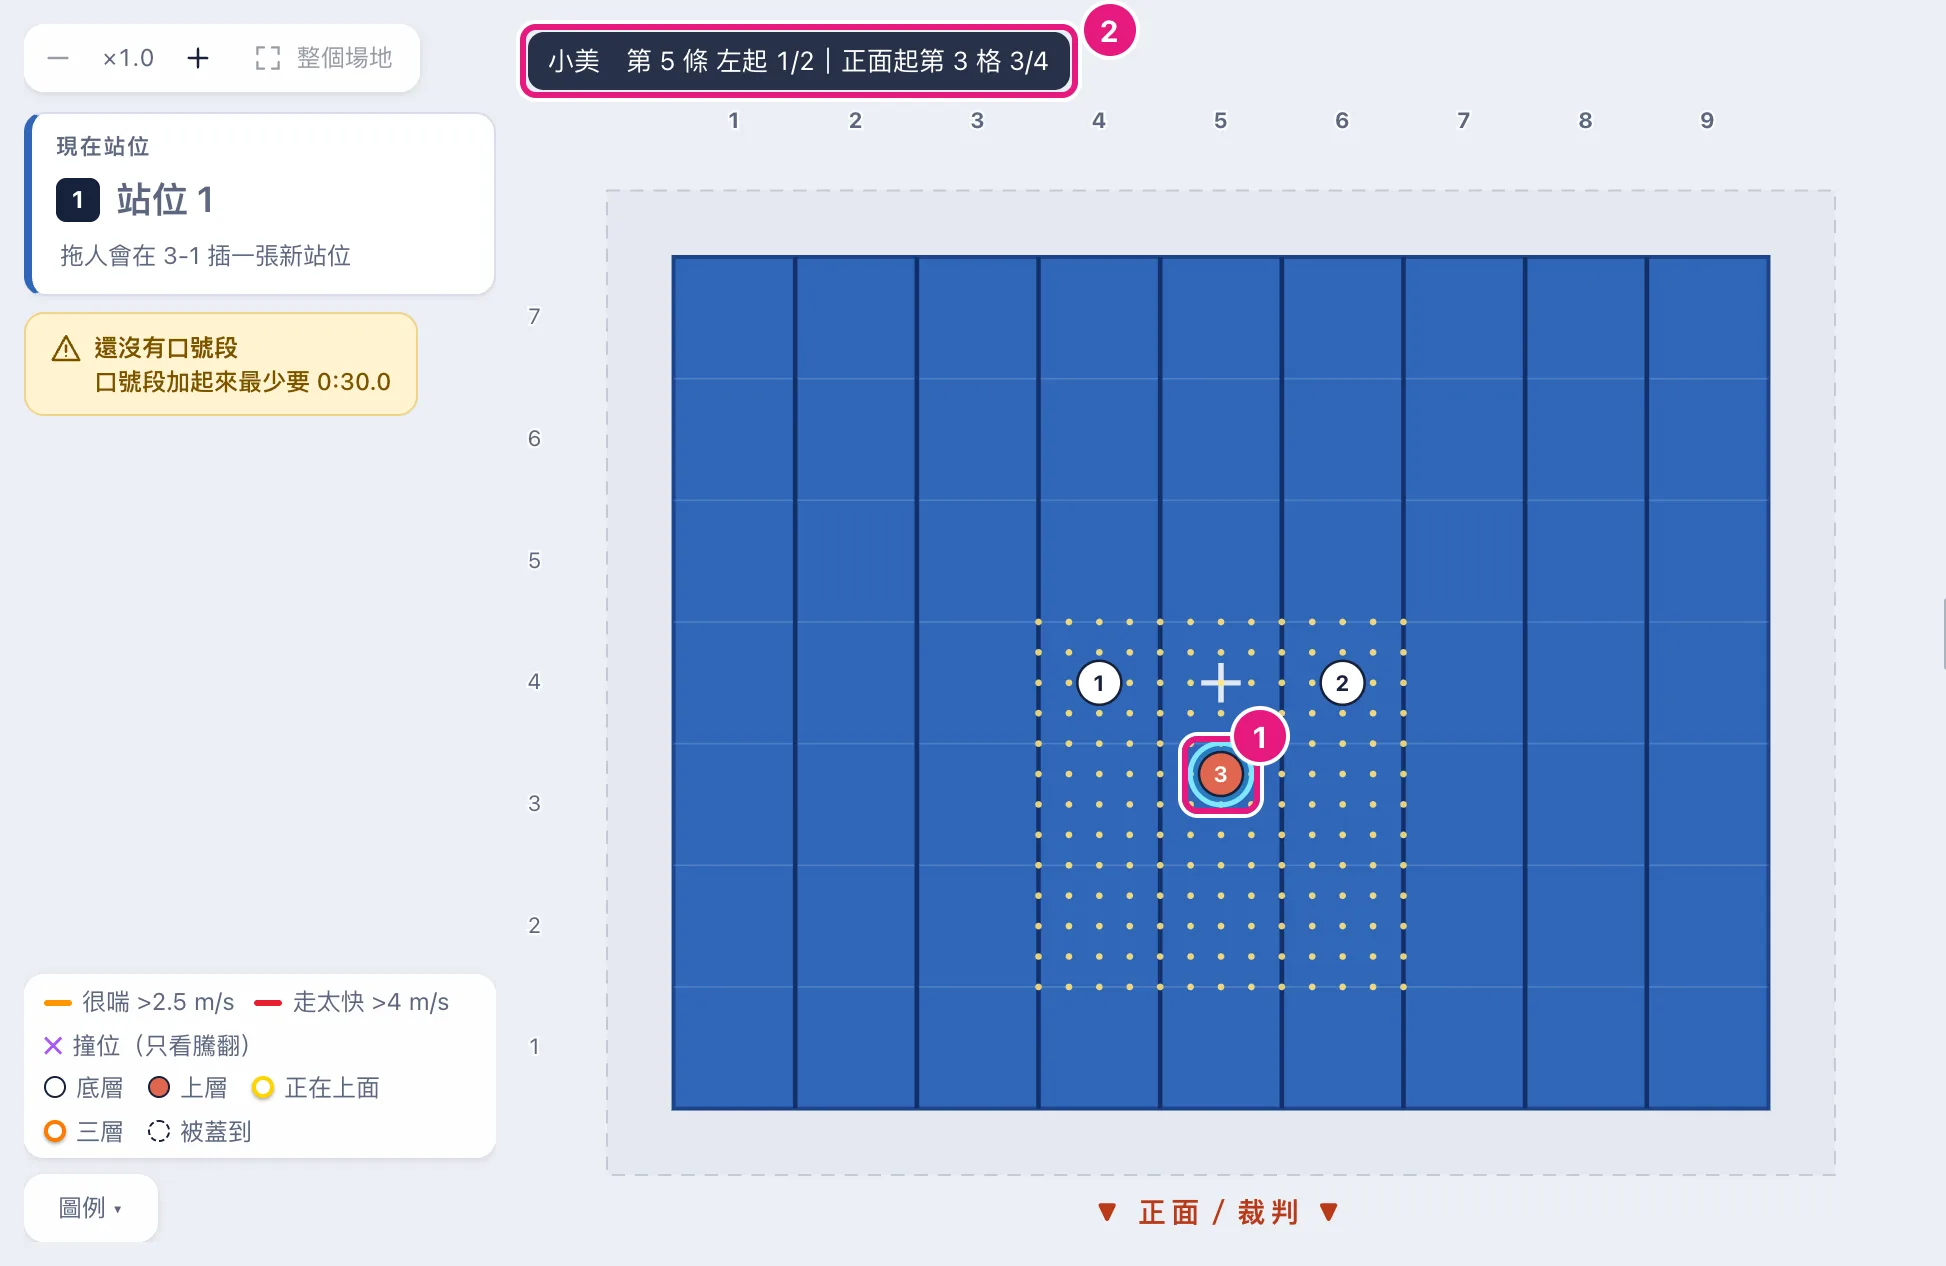 ×1.0 整個場地
小美 第 5 條 左起 1/2｜正面起第 3 格 3/4
2
1 2 3 4 5 6 7 8 9
現在站位
1 站位 1
拖人會在 3-1 插一張新站位
還沒有口號段
口號段加起來最少要 0:30.0
7
6
5
4
3
2
1
1
2
1
3
很喘 >2.5 m/s 走太快 >4 m/s
撞位（只看騰翻）
底層 上層 正在上面
三層 被蓋到
圖例 ▾
▼ 正面 / 裁判 ▼